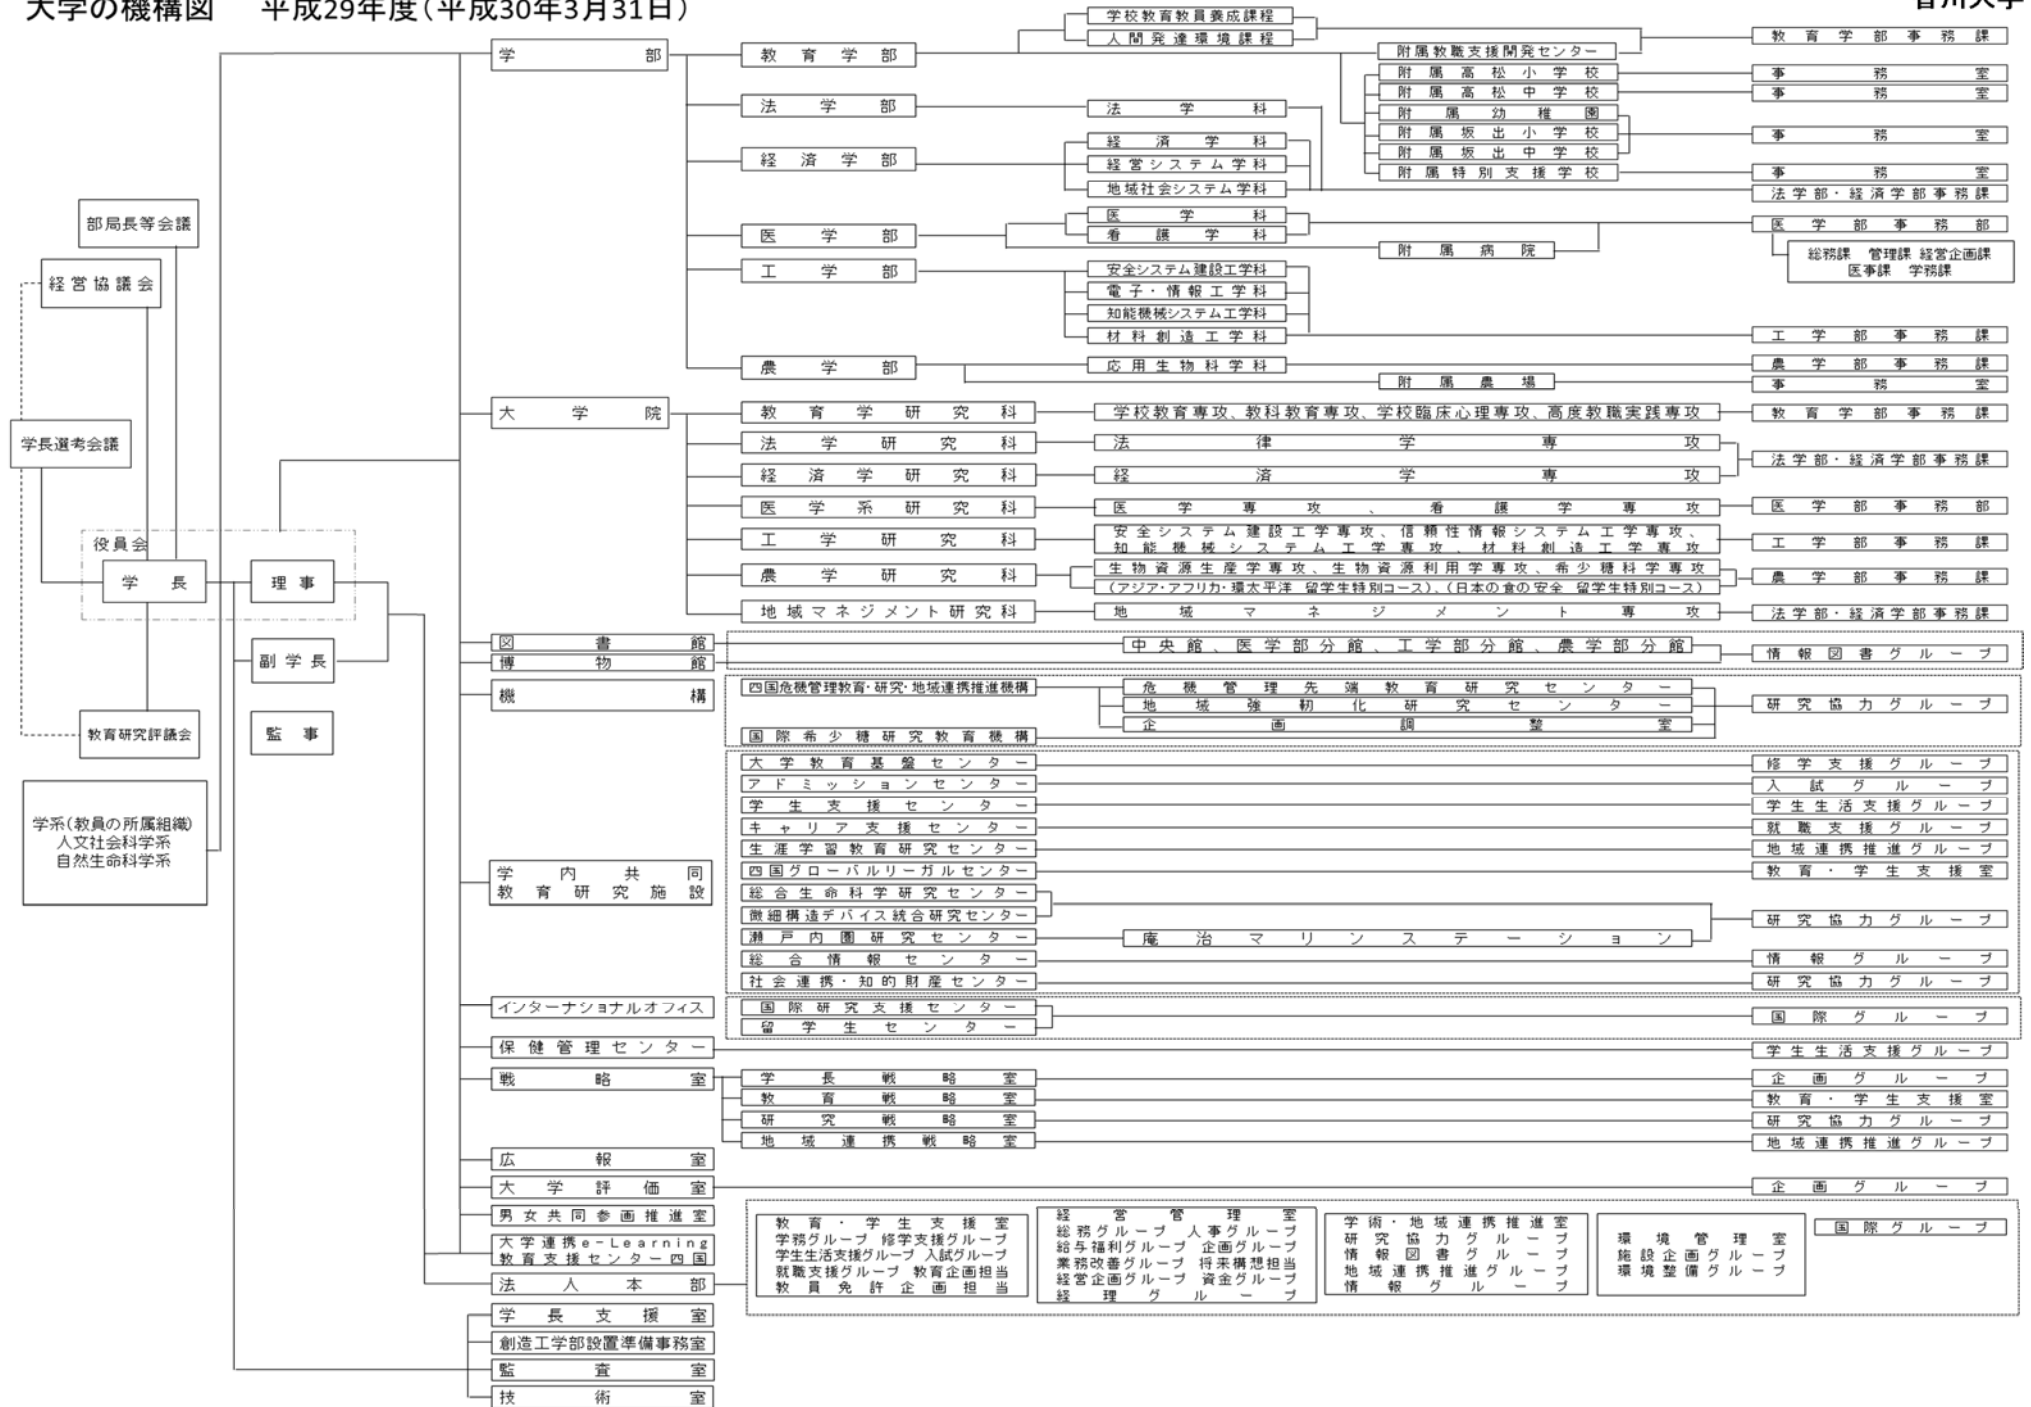 大学の機構図　平成29年度(平成30年3月31日)
香川大学
部局長等会議
経営協議会
学長選考会議
役員会
学長
理事
副学長
教育研究評議会
監事
学系(教員の所属組織)
人文社会科学系
自然生命科学系
学部
教育学部
学校教育教員養成課程
人間発達環境課程
附属教職支援開発センター
教育学部事務課
附属高松小学校
事務室
附属高松中学校
事務室
附属幼稚園
附属坂出小学校
附属坂出中学校
事務室
附属特別支援学校
事務室
法学部
法学科
経済学部
経済学科
経営システム学科
地域社会システム学科
法学部・経済学部事務課
医学部
医学科
看護学科
附属病院
医学部事務部
総務課　管理課 経営企画課
医事課　学務課
工学部
安全システム建設工学科
電子・情報工学科
知能機械システム工学科
材料創造工学科
工学部事務課
農学部
応用生物科学科
農学部事務課
附属農場
事務室
大学院
教育学研究科
学校教育専攻、教科教育専攻、学校臨床心理専攻、高度教職実践専攻
教育学部事務課
法学研究科
法律学専攻
経済学研究科
経済学専攻
法学部・経済学部事務課
医学系研究科
医学専攻、看護学専攻
医学部事務部
工学研究科
安全システム建設工学専攻、信頼性情報システム工学専攻、
知能機械システム工学専攻、材料創造工学専攻
工学部事務課
農学研究科
生物資源生産学専攻、生物資源利用学専攻、希少糖科学専攻
(アジア・アフリカ・環太平洋　留学生特別コース)、(日本の食の安全　留学生特別コース)
農学部事務課
地域マネジメント研究科
地域マネジメント専攻
法学部・経済学部事務課
図書館
中央館、医学部分館、工学部分館、農学部分館
博物館
情報図書グループ
機構
四国危機管理教育・研究・地域連携推進機構
危機管理先端教育研究センター
地域強靭化研究センター
企画調整室
研究協力グループ
国際希少糖研究教育機構
学内共同
教育研究施設
大学教育基盤センター
修学支援グループ
アドミッションセンター
入試グループ
学生支援センター
学生生活支援グループ
キャリア支援センター
就職支援グループ
生涯学習教育研究センター
地域連携推進グループ
四国グローバルリーガルセンター
教育・学生支援室
総合生命科学研究センター
微細構造デバイス統合研究センター
瀬戸内圏研究センター
庵治マリンステーション
研究協力グループ
総合情報センター
情報グループ
社会連携・知的財産センター
研究協力グループ
インターナショナルオフィス
国際研究支援センター
留学生センター
国際グループ
保健管理センター
学生生活支援グループ
戦略室
学長戦略室
企画グループ
教育戦略室
教育・学生支援室
研究戦略室
研究協力グループ
地域連携戦略室
地域連携推進グループ
広報室
大学評価室
企画グループ
男女共同参画推進室
大学連携e-Learning
教育支援センター四国
法人本部
教育・学生支援室
学務グループ　修学支援グループ
学生生活支援グループ 入試グループ
就職支援グループ　教育企画担当
教員免許企画担当
経営管理室
総務グループ　人事グループ
給与福利グループ　企画グループ
業務改善グループ　将来構想担当
経営企画グループ　資金グループ
経理グループ
学術・地域連携推進室
研究協力グループ
情報図書グループ
地域連携推進グループ
情報グループ
環境管理室
施設企画グループ
環境整備グループ
国際グループ
学長支援室
創造工学部設置準備事務室
監査室
技術室